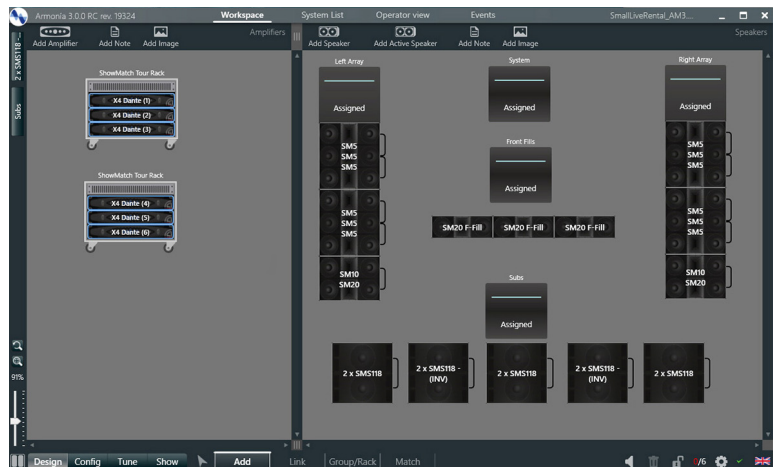 Armonía 3.0.0 RC rev. 19324
Workspace
System List
Operator view
Events
SmallLiveRental_AM3...
Add Amplifier
Add Note
Add Image
Amplifiers
Add Speaker
Add Active Speaker
Add Note
Add Image
Speakers
2 x SMS118 -...
Subs
ShowMatch Tour Rack
X4 Dante (1)
X4 Dante (2)
X4 Dante (3)
ShowMatch Tour Rack
X4 Dante (4)
X4 Dante (5)
X4 Dante (6)
Left Array
Assigned
SM5
SM5
SM5
SM5
SM5
SM5
SM10
SM20
System
Assigned
Front Fills
Assigned
SM20 F-Fill
SM20 F-Fill
SM20 F-Fill
Right Array
Assigned
SM5
SM5
SM5
SM5
SM5
SM5
SM10
SM20
Subs
Assigned
2 x SMS118
2 x SMS118 -
(INV)
2 x SMS118
2 x SMS118 -
(INV)
2 x SMS118
91%
Design
Config
Tune
Show
Add
Link
Group/Rack
Match
/6